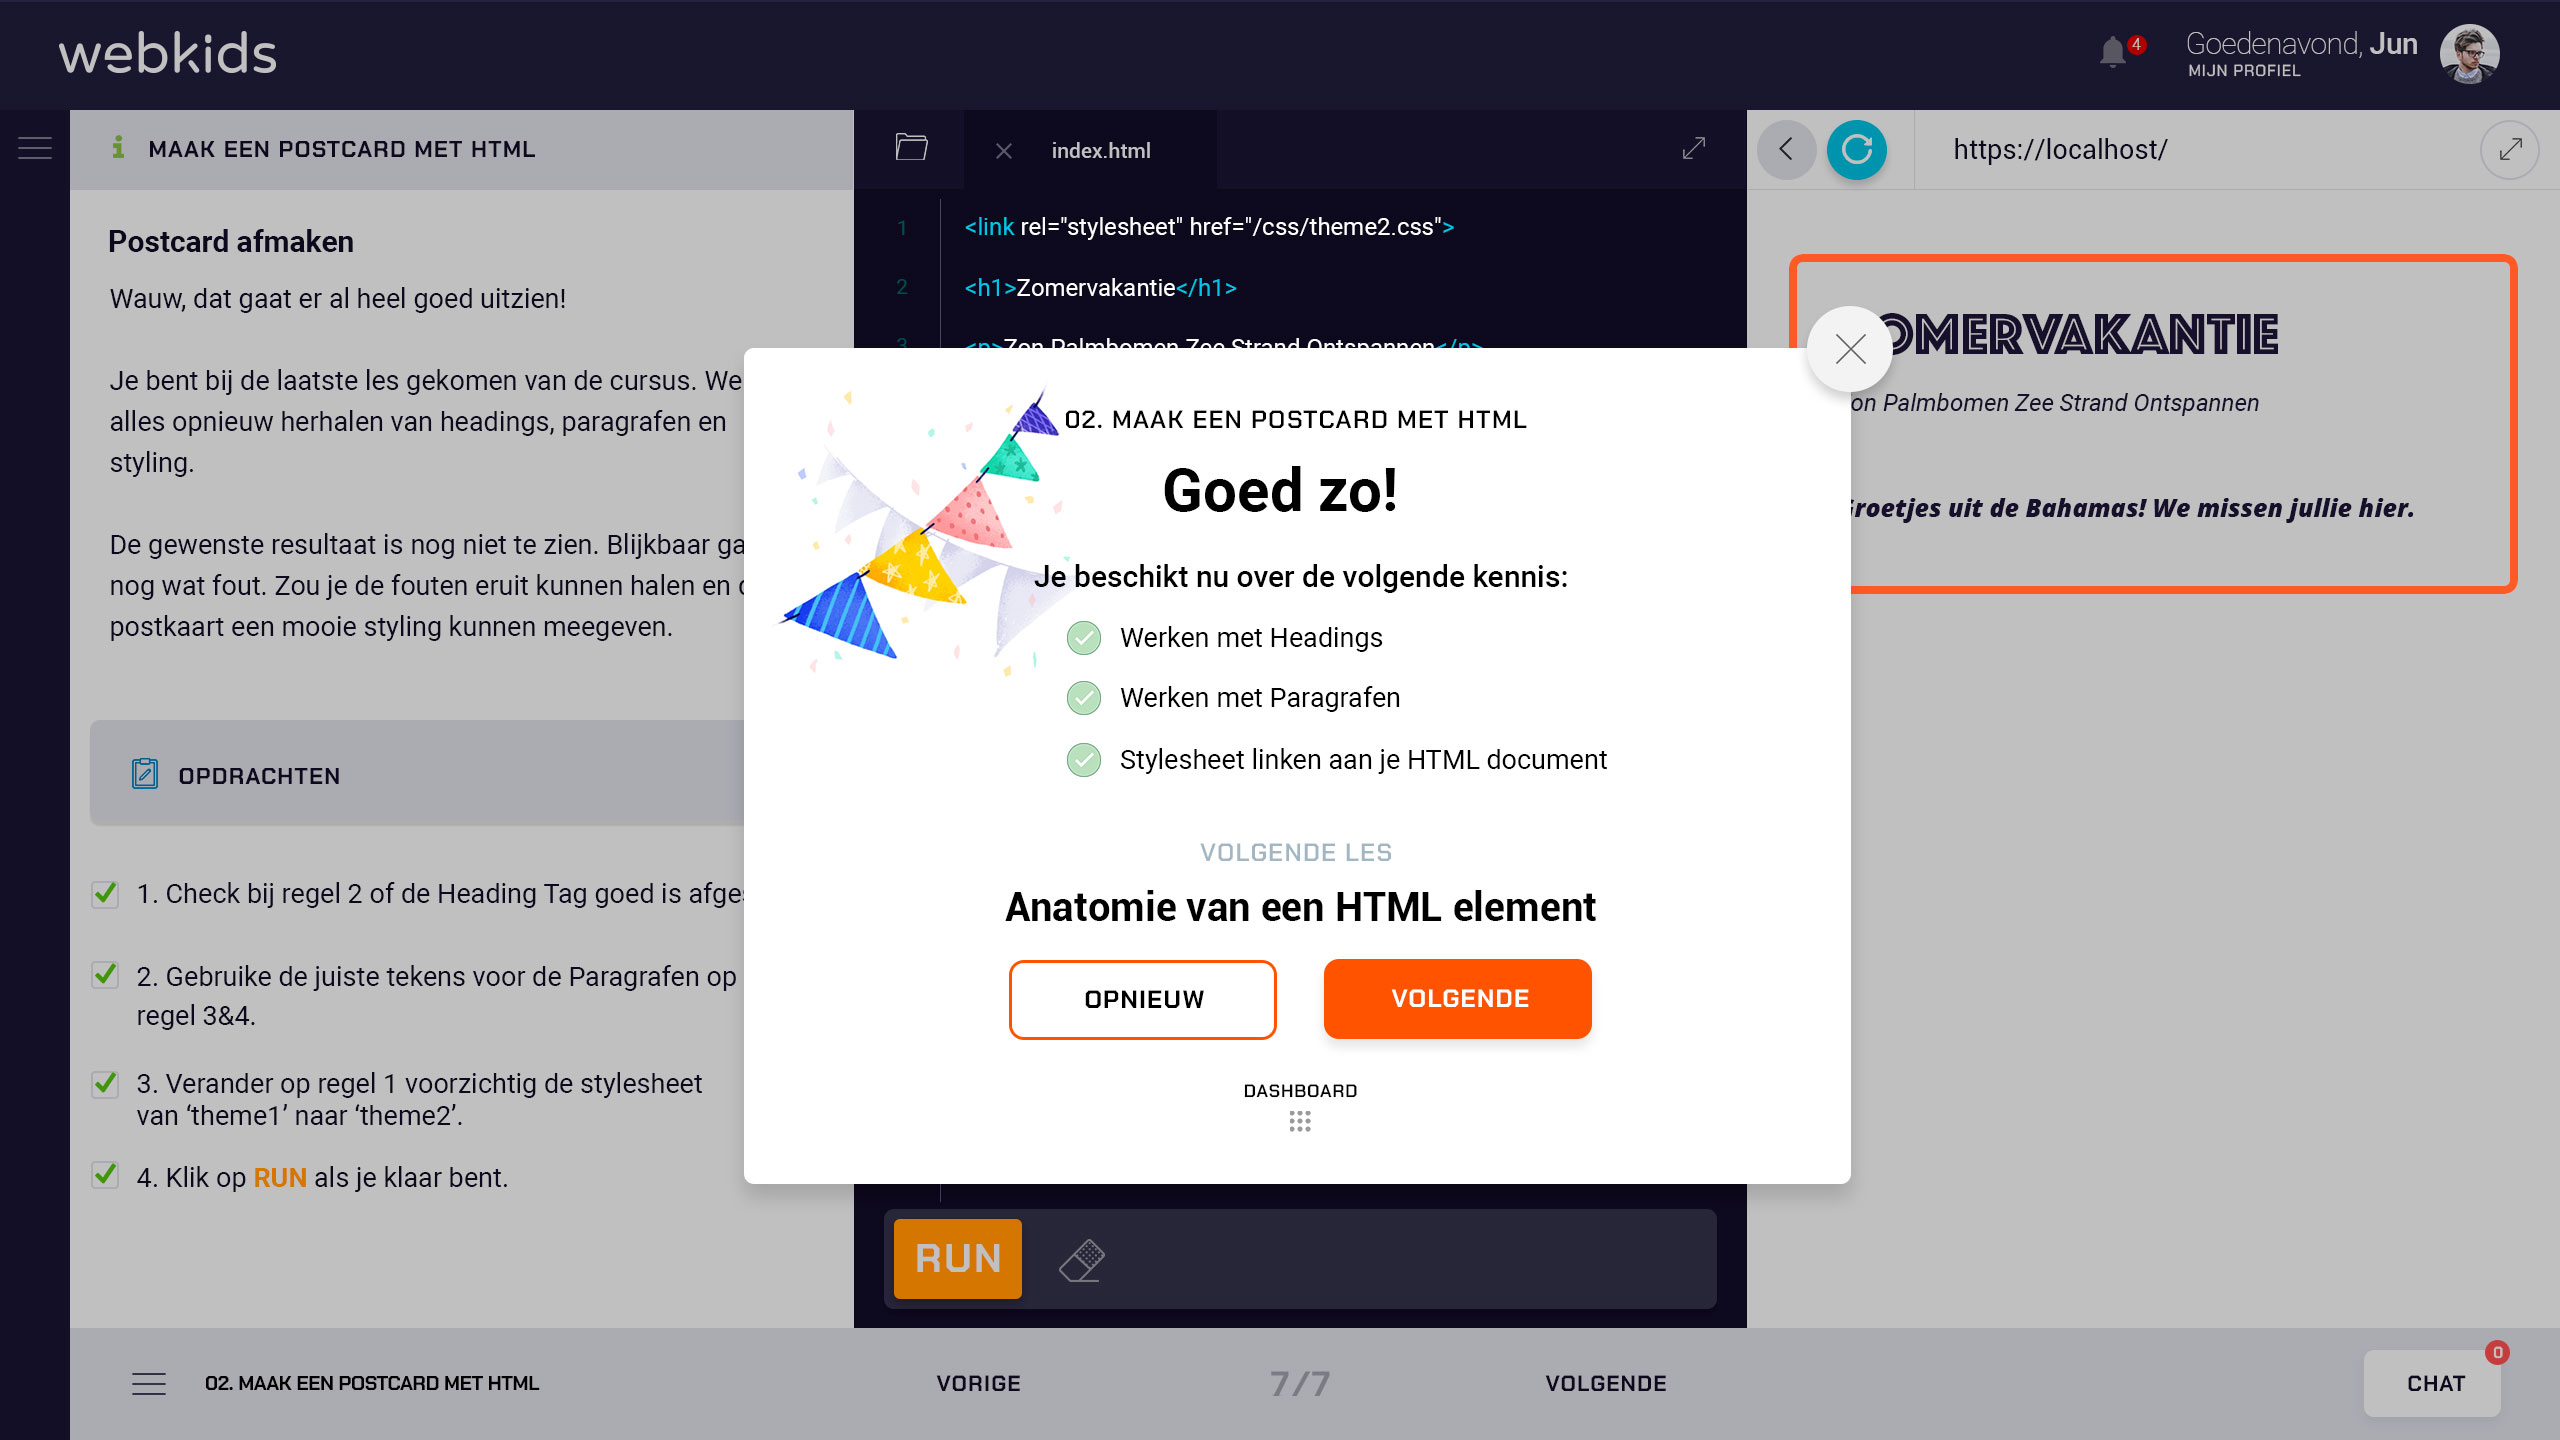 webkids
4
Goedenavond, Jun
MIJN PROFIEL
MAAK EEN POSTCARD MET HTML
Postcard afmaken
Wauw, dat gaat er al heel goed uitzien!
Je bent bij de laatste les gekomen van de cursus. We
alles opnieuw herhalen van headings, paragrafen en
styling.
De gewenste resultaat is nog niet te zien. Blijkbaar ga
nog wat fout. Zou je de fouten eruit kunnen halen en
postkaart een mooie styling kunnen meegeven.
OPDRACHTEN
1. Check bij regel 2 of de Heading Tag goed is
2. Gebruike de juiste tekens voor de Paragrafen op
regel 3&4.
3. Verander op regel 1 voorzichtig de stylesheet
van ‘theme1’ naar ‘theme2’.
4. Klik op RUN als je klaar bent.
index.html
1 <link rel="stylesheet" href="/css/theme2.css">
2 <h1>Zomervakantie</h1>
3 <p>Zon Palmbomen Zee Strand Ontspannen</p>
https://localhost/
OMERVAKANTIE
on Palmbomen Zee Strand Ontspannen
Groetjes uit de Bahamas! We missen jullie hier.
02. MAAK EEN POSTCARD MET HTML
Goed zo!
Je beschikt nu over de volgende kennis:
Werken met Headings
Werken met Paragrafen
Stylesheet linken aan je HTML document
VOLGENDE LES
Anatomie van een HTML element
OPNIEUW
VOLGENDE
DASHBOARD
RUN
02. MAAK EEN POSTCARD MET HTML
VORIGE
7/7
VOLGENDE
CHAT
0